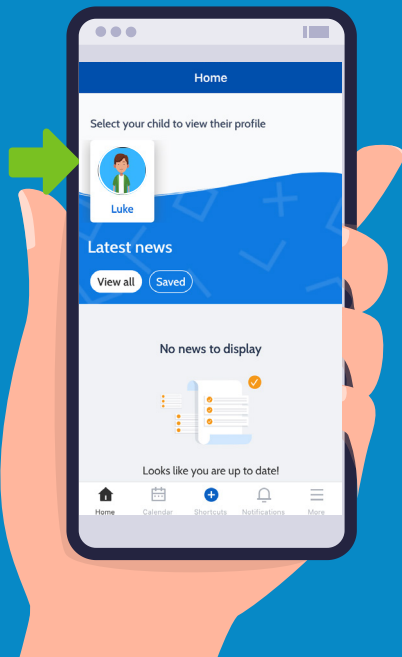 Home
Select your child to view their profile
Luke
Latest news
View all Saved
No news to display
Looks like you are up to date!
Home Calendar Shortcuts Notifications More